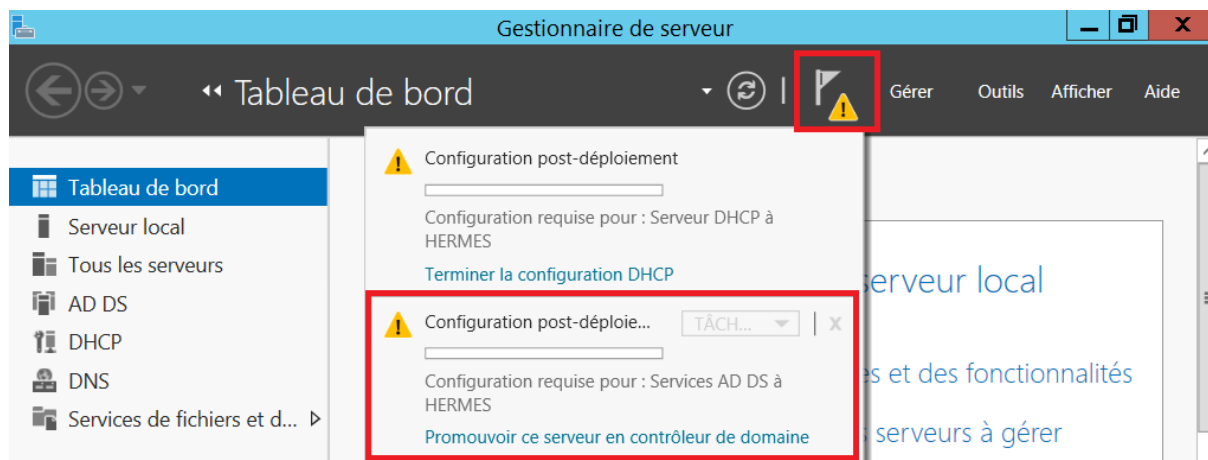 Gestionnaire de serveur
Tableau de bord
Gérer Outils Afficher Aide
Tableau de bord
Serveur local
Tous les serveurs
AD DS
DHCP
DNS
Services de fichiers et d...
Configuration post-déploiement
Configuration requise pour : Serveur DHCP à
HERMES
Terminer la configuration DHCP
Configuration post-déploie... TÂCH... X
Configuration requise pour : Services AD DS à
HERMES
Promouvoir ce serveur en contrôleur de domaine
serveur local
es et des fonctionnalités
serveurs à gérer